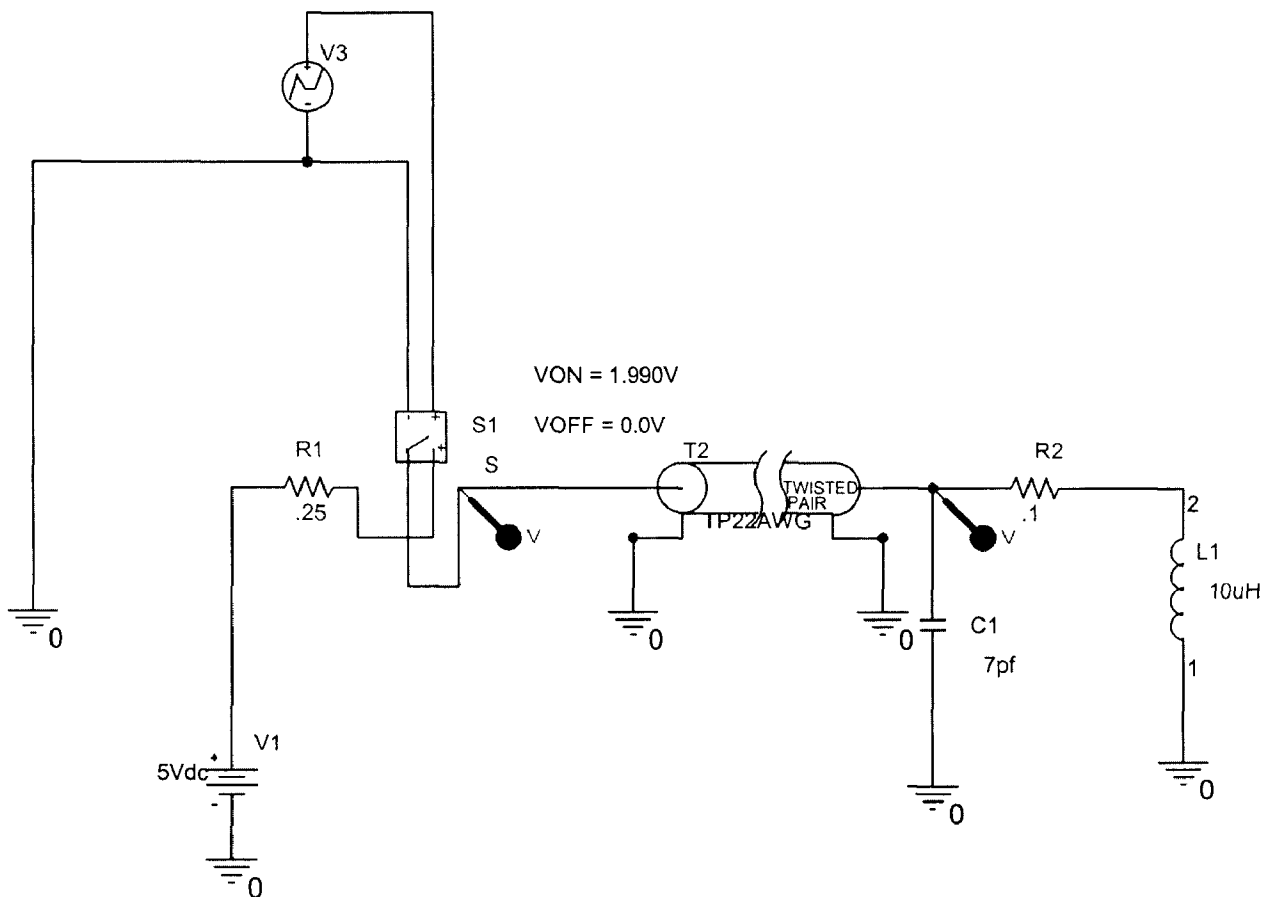 V3
+
-
VON = 1.990V
S1
VOFF = 0.0V
- +
+
S
R1
.25
T2
TWISTED
PAIR
TP22AWG
R2
.1
V
V
2
L1
10uH
1
C1
7pf
0
0
0
0
0
V1
+
5Vdc
-
0